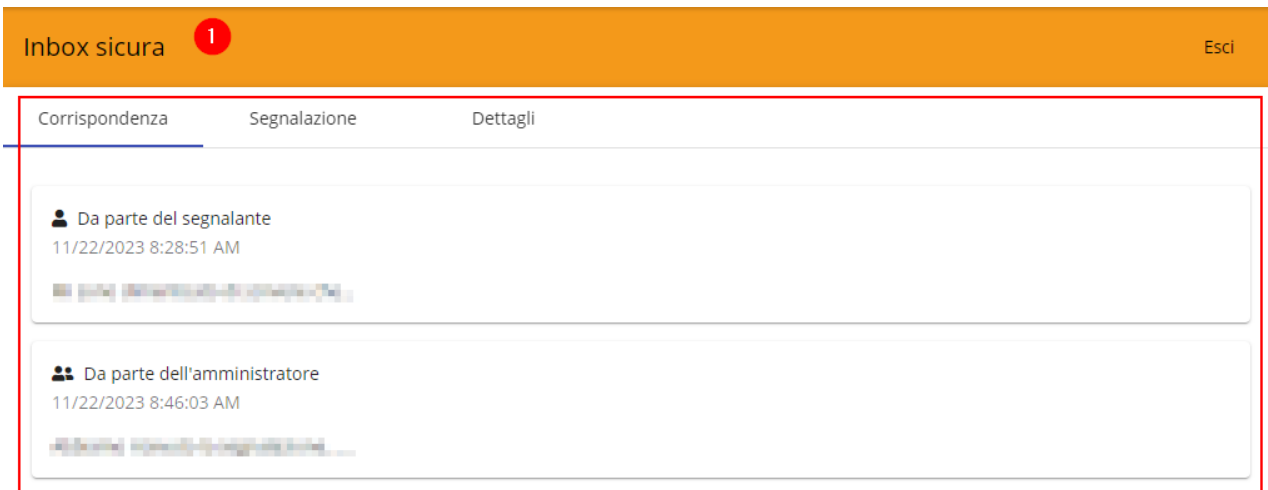 Inbox sicura 1 Esci
Corrispondenza Segnalazione Dettagli
Da parte del segnalante
11/22/2023 8:28:51 AM
Da parte dell'amministratore
11/22/2023 8:46:03 AM